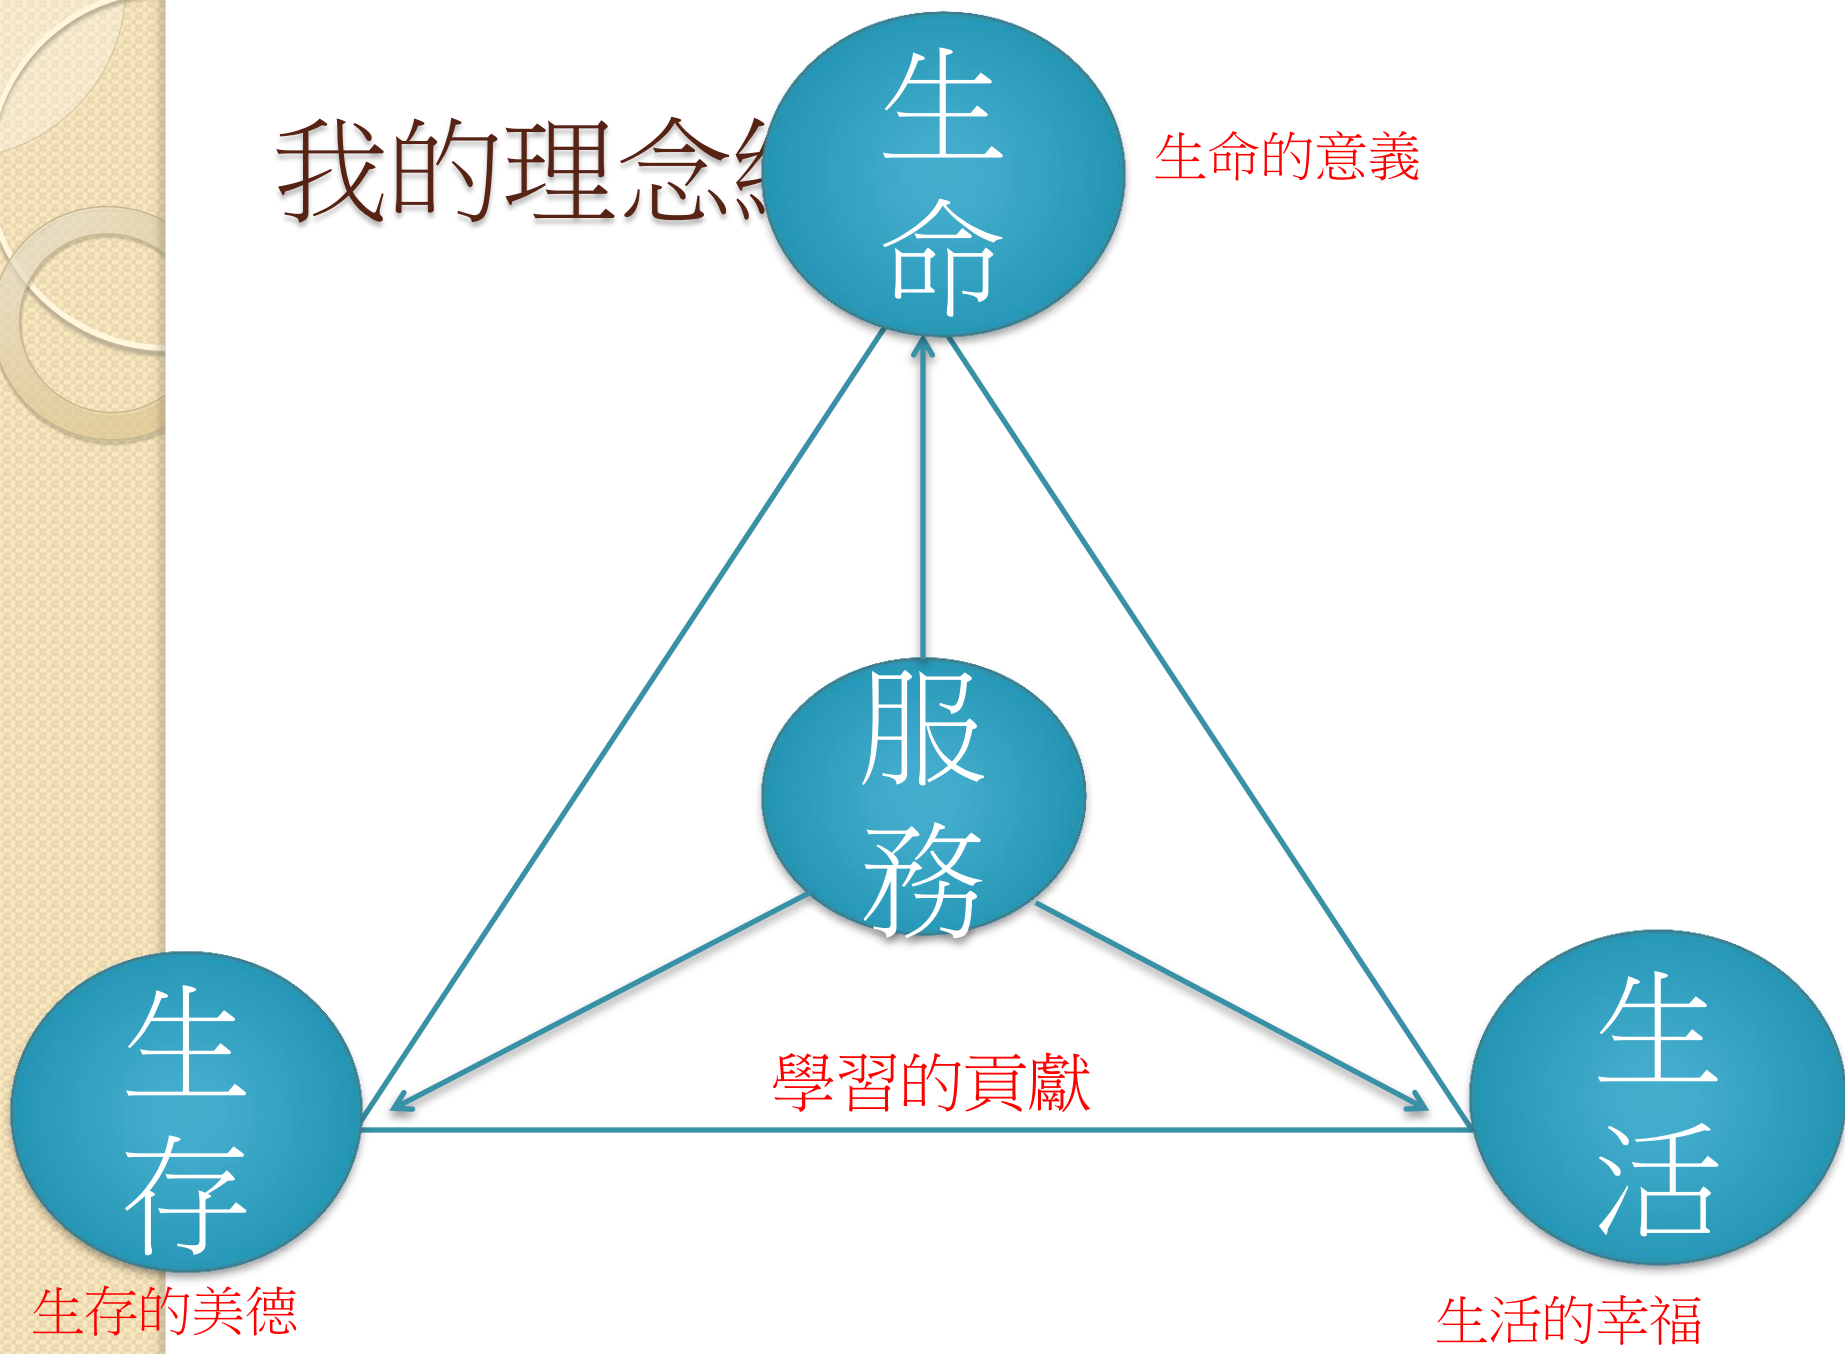 我的理念
生命
生命的意義
服務
學習的貢獻
生存
生活
生存的美德
生活的幸福